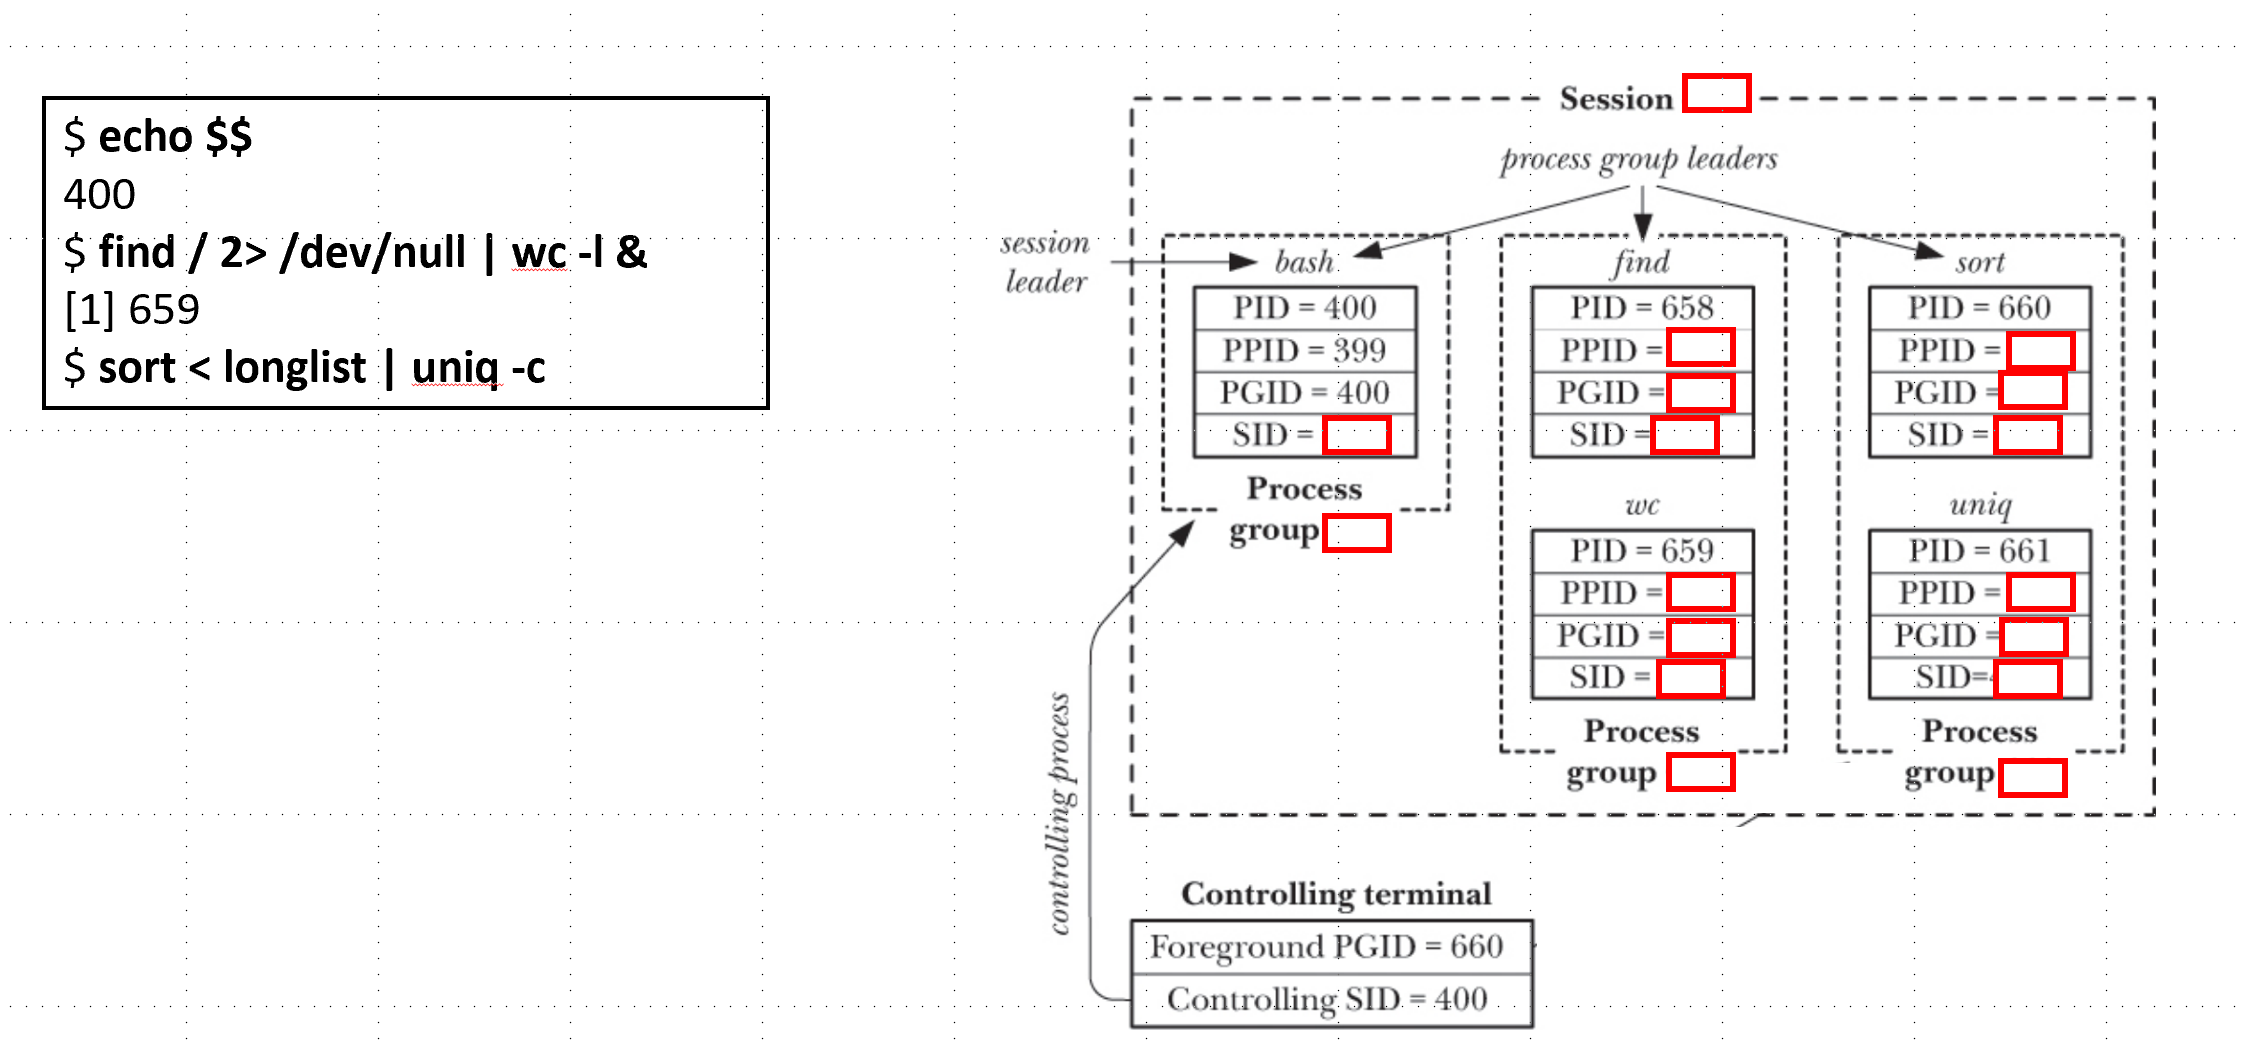 $ echo $$
400
$ find / 2> /dev/null | wc -l &
[1] 659
$ sort < longlist | uniq -c
Session
process group leaders
session
leader
bash
PID = 400
PPID = 399
PGID = 400
SID =
Process
group
find
PID = 658
PPID =
PGID =
SID =
wc
PID = 659
PPID =
PGID =
SID =
Process
group
sort
PID = 660
PPID =
PGID =
SID =
uniq
PID = 661
PPID =
PGID =
SID=
Process
group
controlling process
Controlling terminal
Foreground PGID = 660
Controlling SID = 400